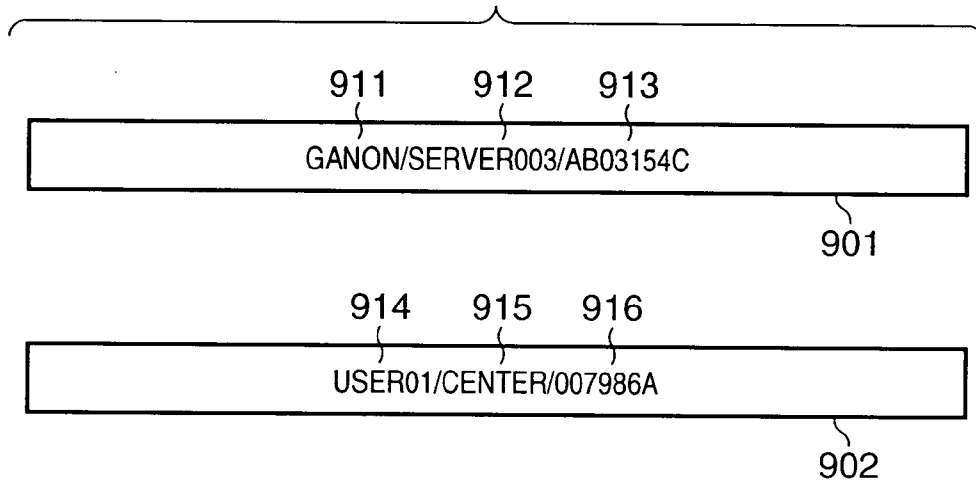 911 912 913
GANON/SERVER003/AB03154C
901
914 915 916
USER01/CENTER/007986A
902